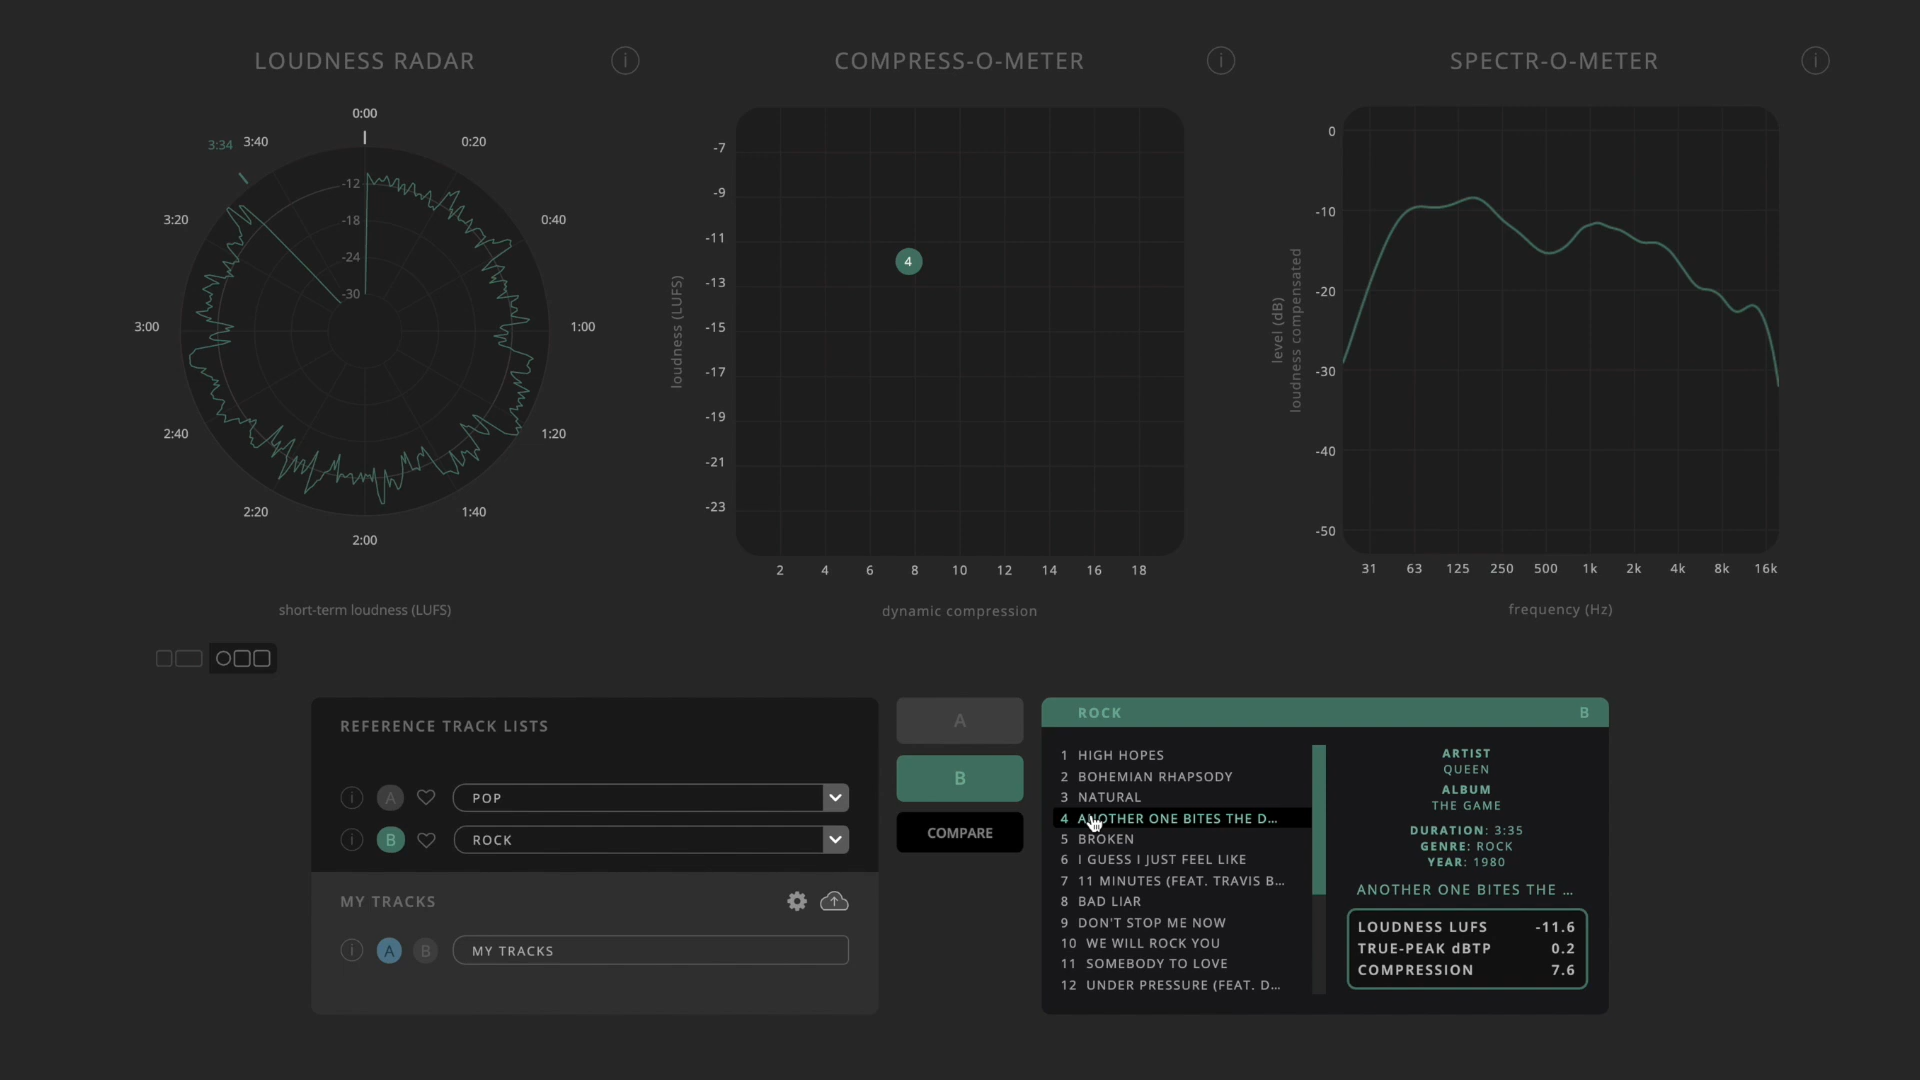 LOUDNESS RADAR
i
COMPRESS-O-METER
i
SPECTR-O-METER
i
0:00
0:20
0:40
1:00
1:20
1:40
2:00
2:20
2:40
3:00
3:20
3:34
3:40
-12
-18
-24
-30
short-term loudness (LUFS)
-7
-9
-11
-13
-15
-17
-19
-21
-23
loudness (LUFS)
4
2 4 6 8 10 12 14 16 18
dynamic compression
0
-10
-20
-30
-40
-50
level (dB)
loudness compensated
31 63 125 250 500 1k 2k 4k 8k 16k
frequency (Hz)
REFERENCE TRACK LISTS
i A POP
i B ROCK
MY TRACKS
i A B MY TRACKS
A
B
COMPARE
ROCK B
1 HIGH HOPES
2 BOHEMIAN RHAPSODY
3 NATURAL
4 ANOTHER ONE BITES THE D...
5 BROKEN
6 I GUESS I JUST FEEL LIKE
7 11 MINUTES (FEAT. TRAVIS B...
8 BAD LIAR
9 DON'T STOP ME NOW
10 WE WILL ROCK YOU
11 SOMEBODY TO LOVE
12 UNDER PRESSURE (FEAT. D...
ARTIST
QUEEN
ALBUM
THE GAME
DURATION: 3:35
GENRE: ROCK
YEAR: 1980
ANOTHER ONE BITES THE ...
LOUDNESS LUFS -11.6
TRUE-PEAK dBTP 0.2
COMPRESSION 7.6